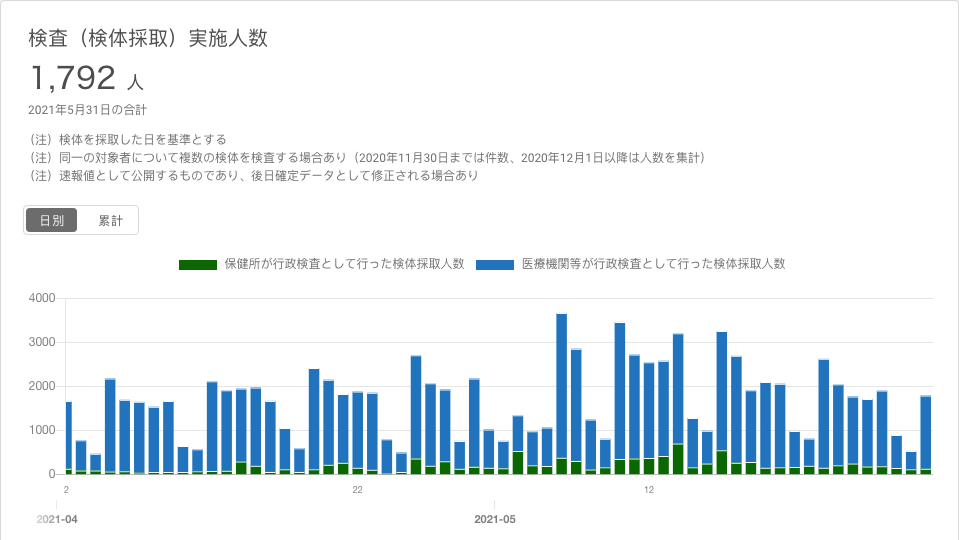 検査（検体採取）実施人数
1,792 人
2021年5月31日の合計
（注）検体を採取した日を基準とする
（注）同一の対象者について複数の検体を検査する場合あり（2020年11月30日までは件数、2020年12月1日以降は人数を集計）
（注）速報値として公開するものであり、後日確定データとして修正される場合あり
日別 累計
保健所が行政検査として行った検体採取人数 医療機関等が行政検査として行った検体採取人数
4000
3000
2000
1000
0
2 22 12
2021-04 2021-05